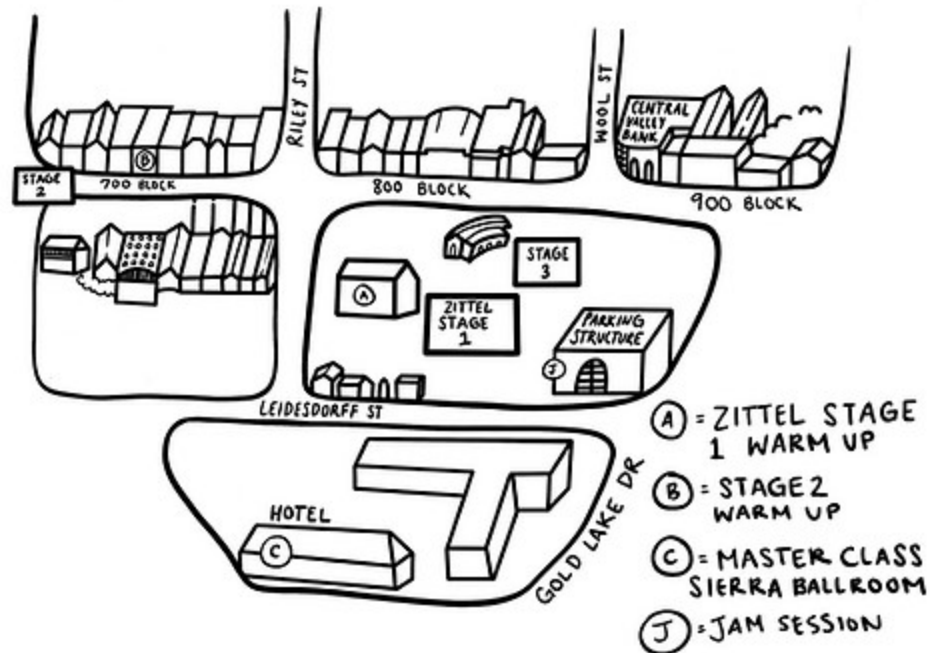 RILEY ST
WOOL ST
CENTRAL
VALLEY
BANK
B
STAGE
2
700 BLOCK
800 BLOCK
900 BLOCK
STAGE
3
A
ZITTEL
STAGE
1
PARKING
STRUCTURE
J
LEIDESDORFF ST
HOTEL
C
GOLD LAKE DR
A = ZITTEL STAGE
1 WARM UP
B = STAGE 2
WARM UP
C = MASTER CLASS
SIERRA BALLROOM
J = JAM SESSION